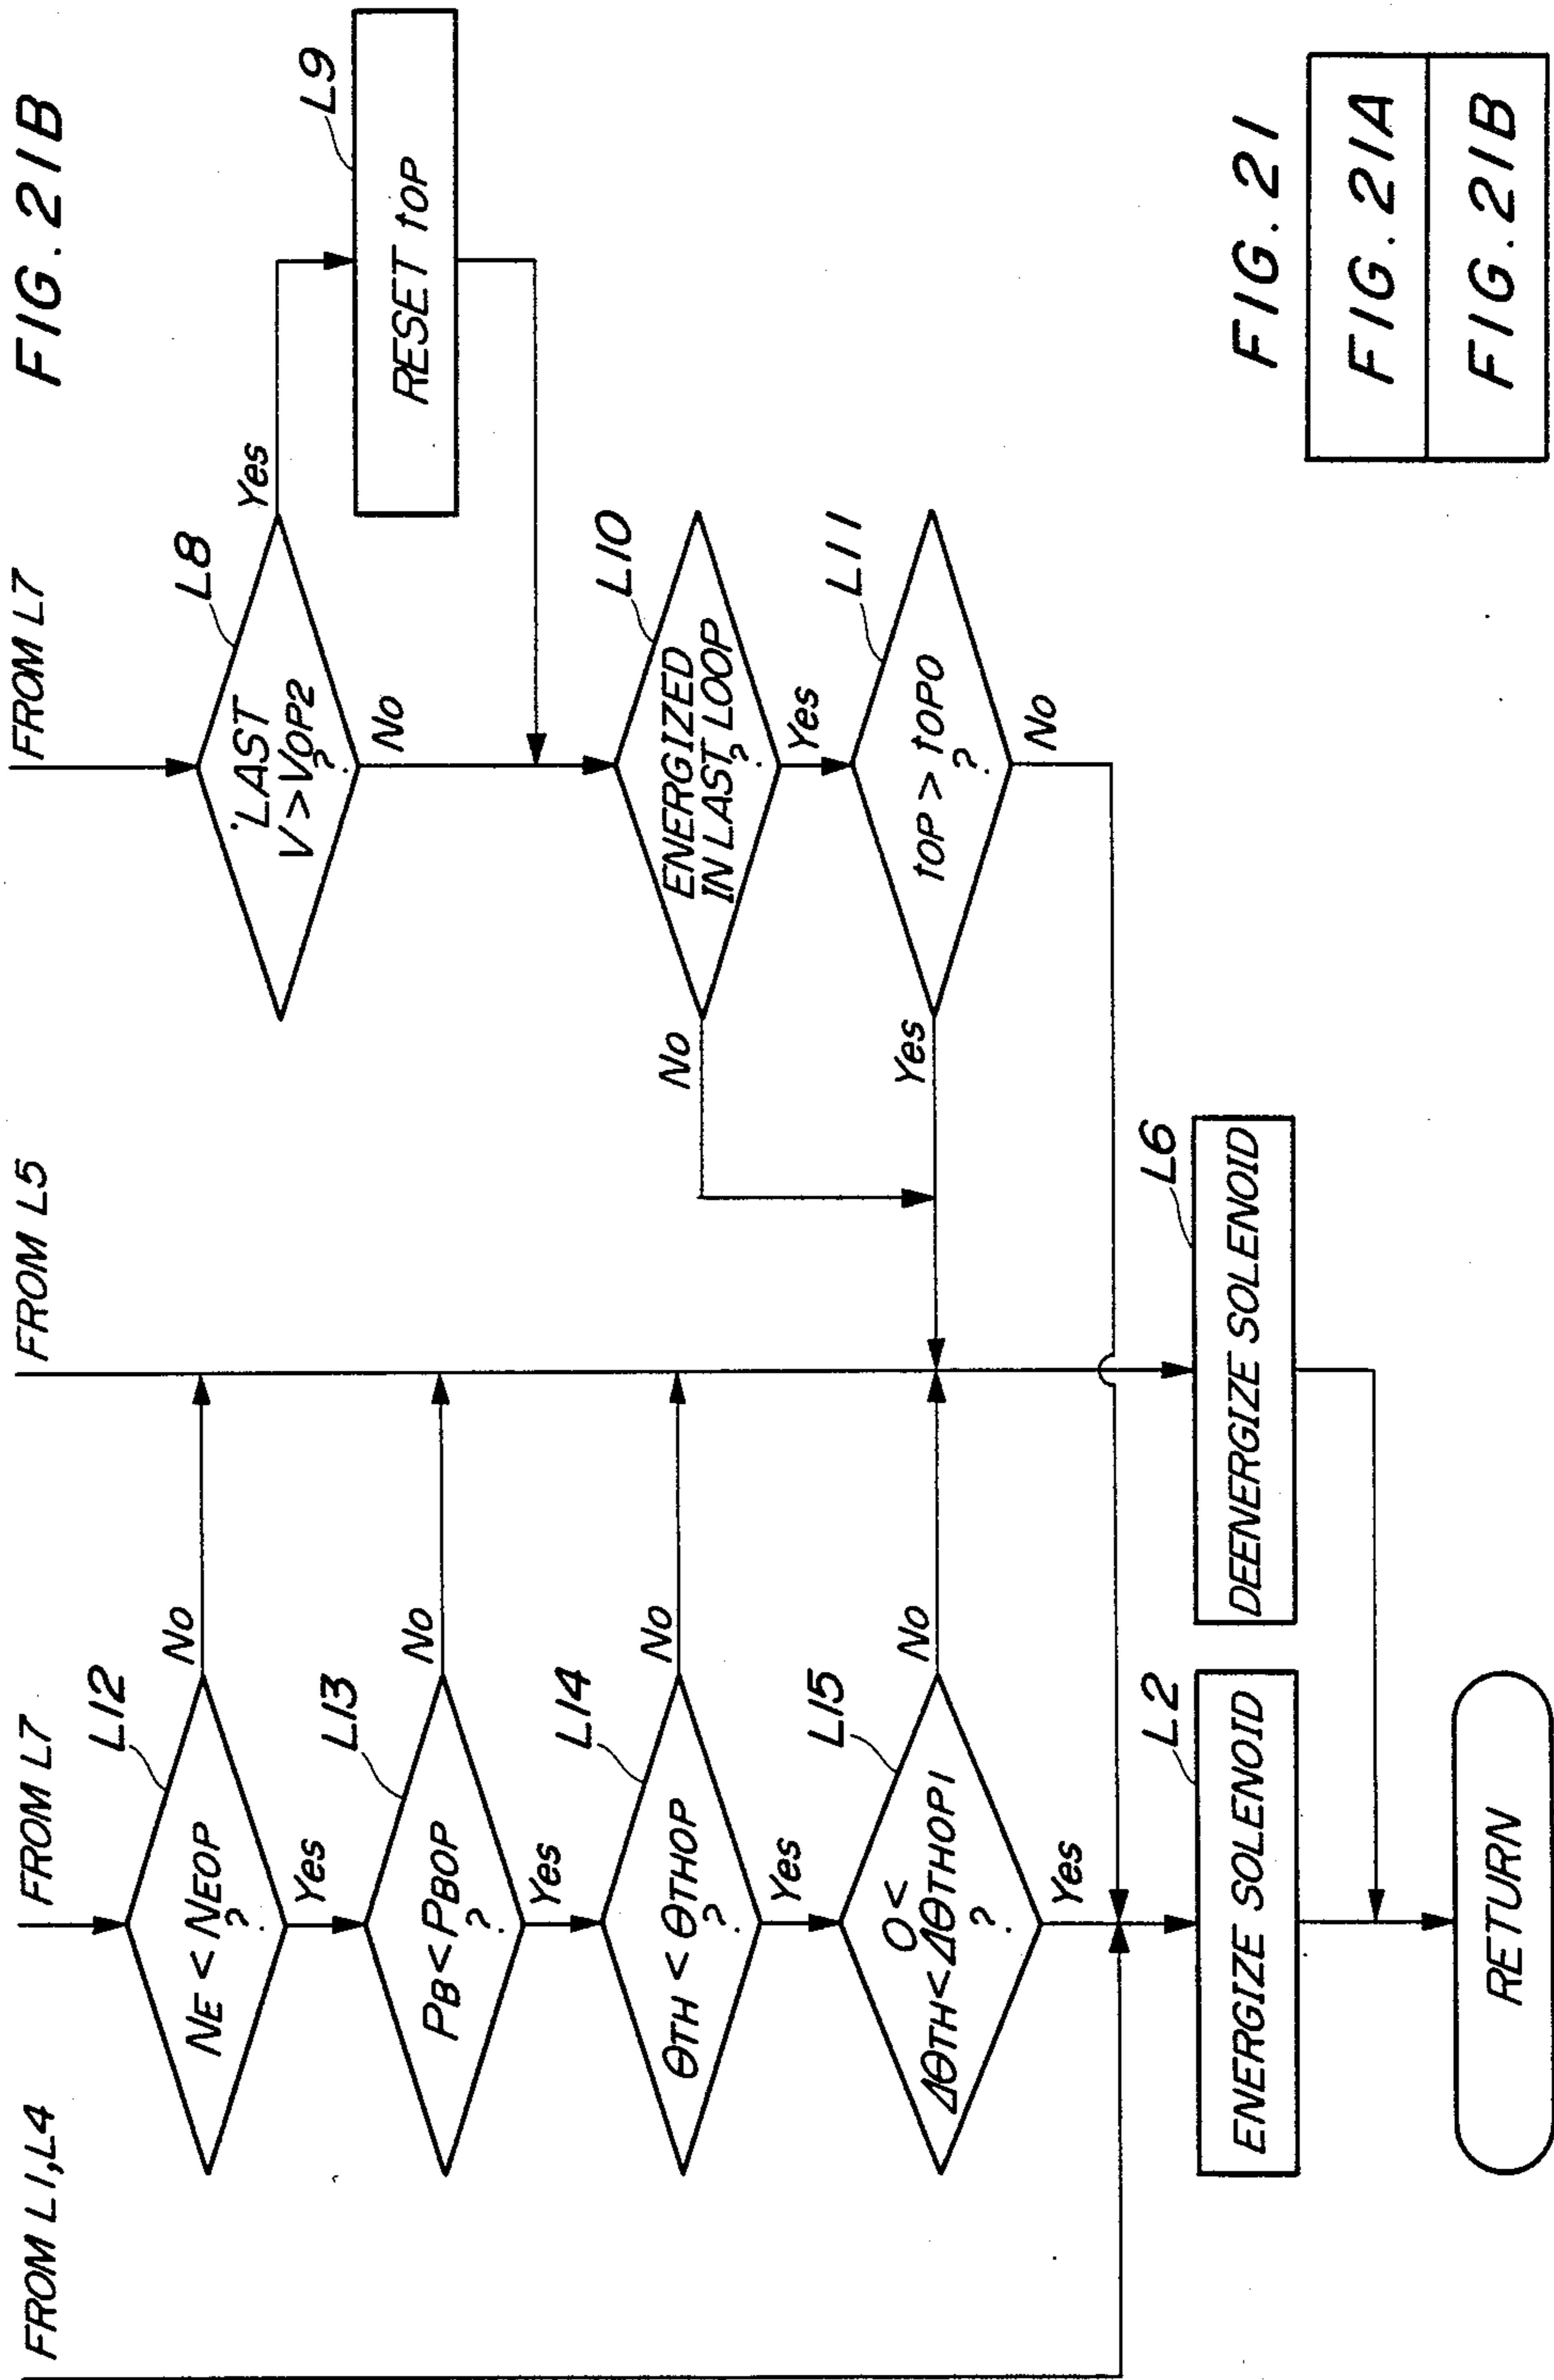 FIG. 21B
FROM L1,L4
FROM L7
FROM L5
FROM L7
L12
NE < NEOP
?
No
Yes
L13
PB < PBOP
?
No
Yes
L14
θTH < θTHOP
?
No
Yes
L15
0 <
ΔθTH < ΔθTHOP1
?
No
Yes
L2
ENERGIZE SOLENOID
L6
DEENERGIZE SOLENOID
RETURN
L8
LAST
V > VOP2
?
Yes
No
L9
RESET tOP
L10
ENERGIZED
IN LAST LOOP
?
No
Yes
L11
tOP > tOPO
?
Yes
No
FIG. 21
FIG. 21A
FIG. 21B